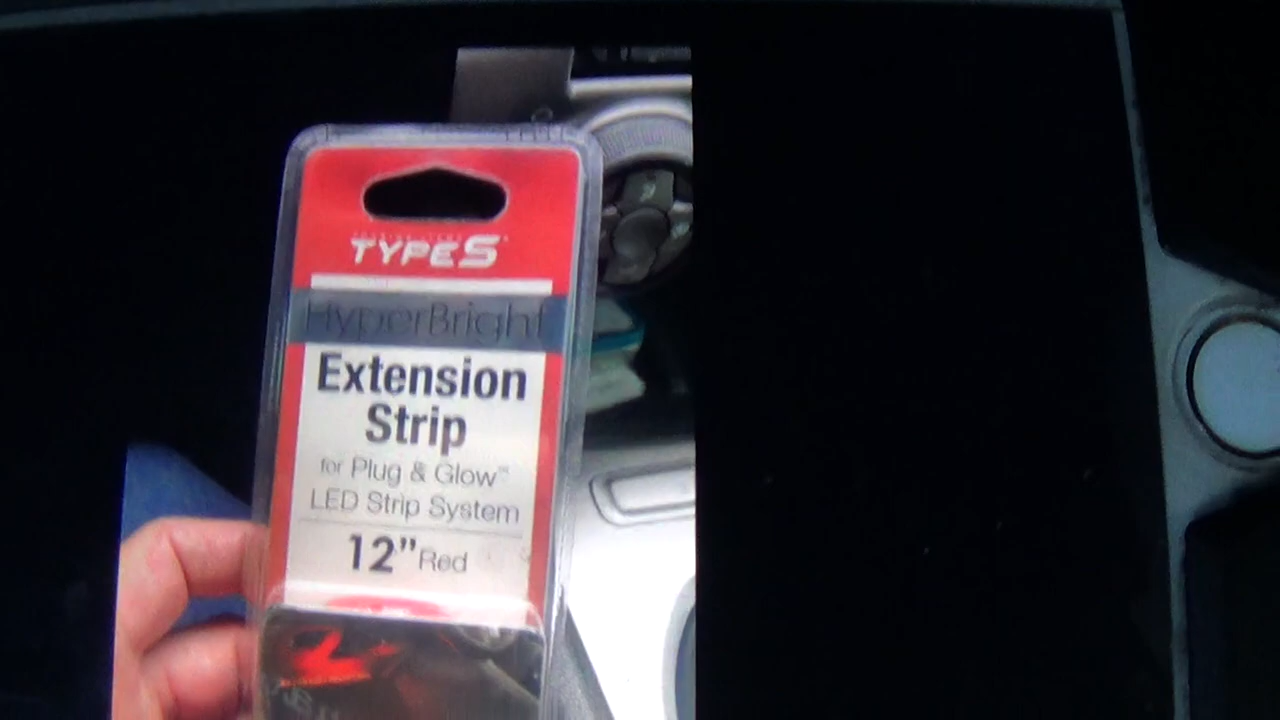 TYPE S
HyperBright
Extension
Strip
for Plug & Glow™
LED Strip System
12” Red